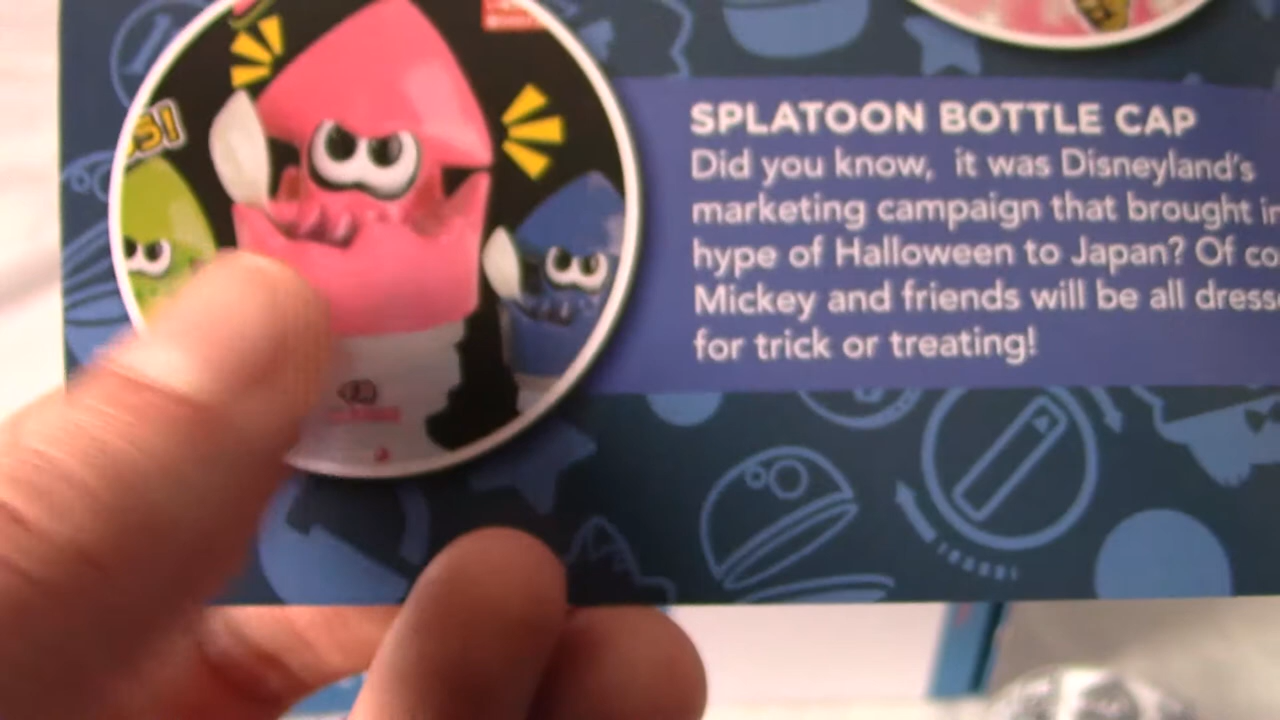 SPLATOON BOTTLE CAP
Did you know, it was Disneyland's
marketing campaign that brought
hype of Halloween to Japan? Of
Mickey and friends will be all
for trick or treating!